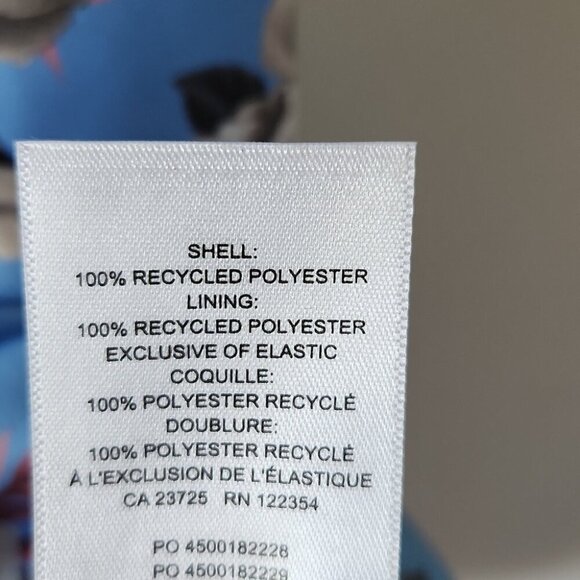 SHELL:
100% RECYCLED POLYESTER
LINING:
100% RECYCLED POLYESTER
EXCLUSIVE OF ELASTIC
COQUILLE:
100% POLYESTER RECYCLÉ
DOUBLURE:
100% POLYESTER RECYCLÉ
À L'EXCLUSION DE L'ÉLASTIQUE
CA 23725 RN 122354
PO 4500182228
PO 4500182229